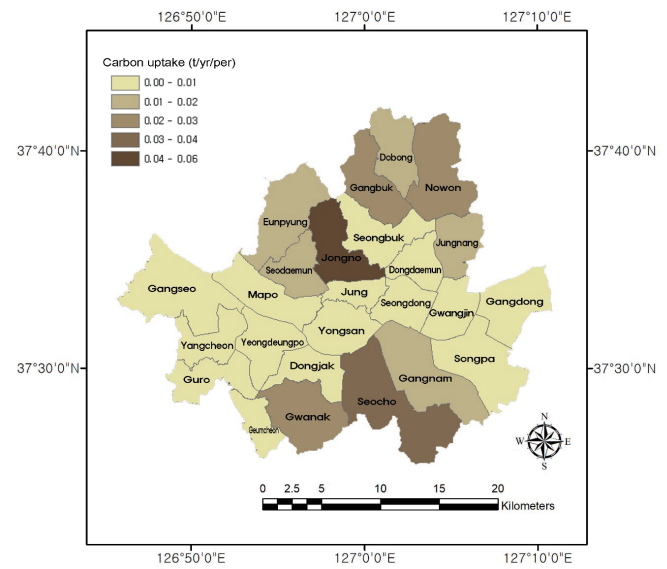 126°50'0"E 127°0'0"E 127°10'0"E
Carbon uptake (t/yr/per)
0.00 - 0.01
0.01 - 0.02
0.02 - 0.03
0.03 - 0.04
0.04 - 0.06
37°40'0"N 37°40'0"N
Dobong
Gangbuk Nowon
Eunpyung
Seongbuk Jungnang
Jongno
Seodaemun Dongdaemun
Gangseo Mapo Jung
Seongdong Gangdong
Gwangjin
Yongsan
Yangcheon Yeongdeungpo
Songpa
37°30'0"N 37°30'0"N
Guro Dongjak Gangnam
Seocho
Gwanak
Geumcheon
N
W E
S
0 2.5 5 10 15 20
Kilometers
126°50'0"E 127°0'0"E 127°10'0"E